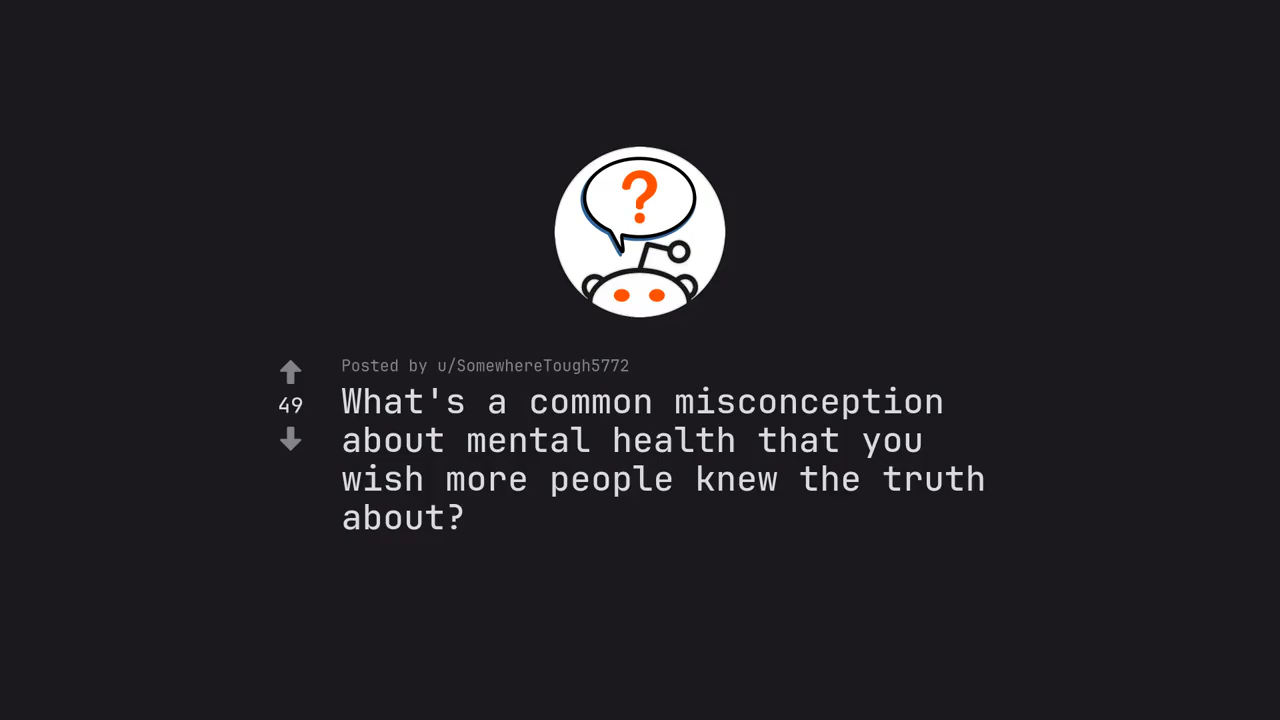 ?
Posted by u/SomewhereTough5772
49
What's a common misconception
about mental health that you
wish more people knew the truth
about?